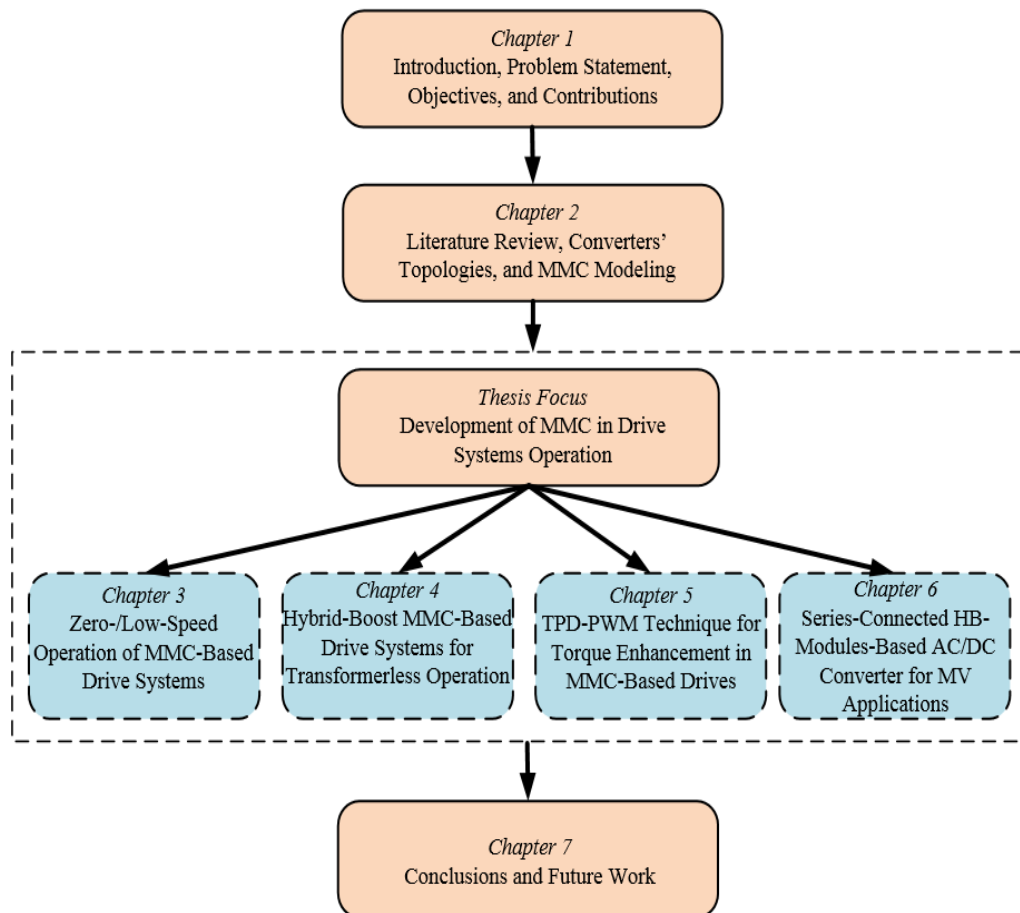 Chapter 1
Introduction, Problem Statement,
Objectives, and Contributions
Chapter 2
Literature Review, Converters’
Topologies, and MMC Modeling
Thesis Focus
Development of MMC in Drive
Systems Operation
Chapter 3
Zero-/Low-Speed
Operation of MMC-Based
Drive Systems
Chapter 4
Hybrid-Boost MMC-Based
Drive Systems for
Transformerless Operation
Chapter 5
TPD-PWM Technique for
Torque Enhancement in
MMC-Based Drives
Chapter 6
Series-Connected HB-
Modules-Based AC/DC
Converter for MV
Applications
Chapter 7
Conclusions and Future Work